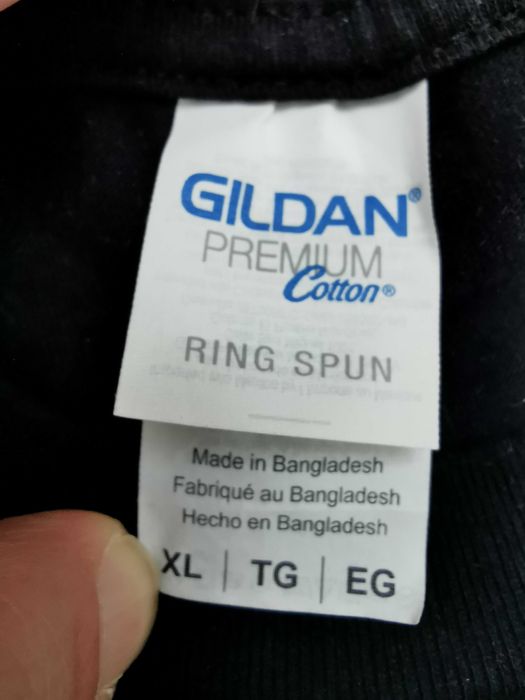 GILDAN®
PREMIUM
Cotton®
RING SPUN
Made in Bangladesh
Fabriqué au Bangladesh
Hecho en Bangladesh
XL | TG | EG